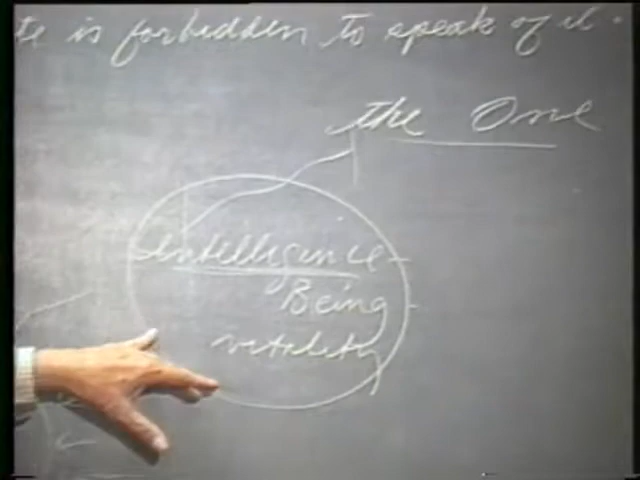 is forbidden to speak of it.
the One
Intelligence
Being
vitality